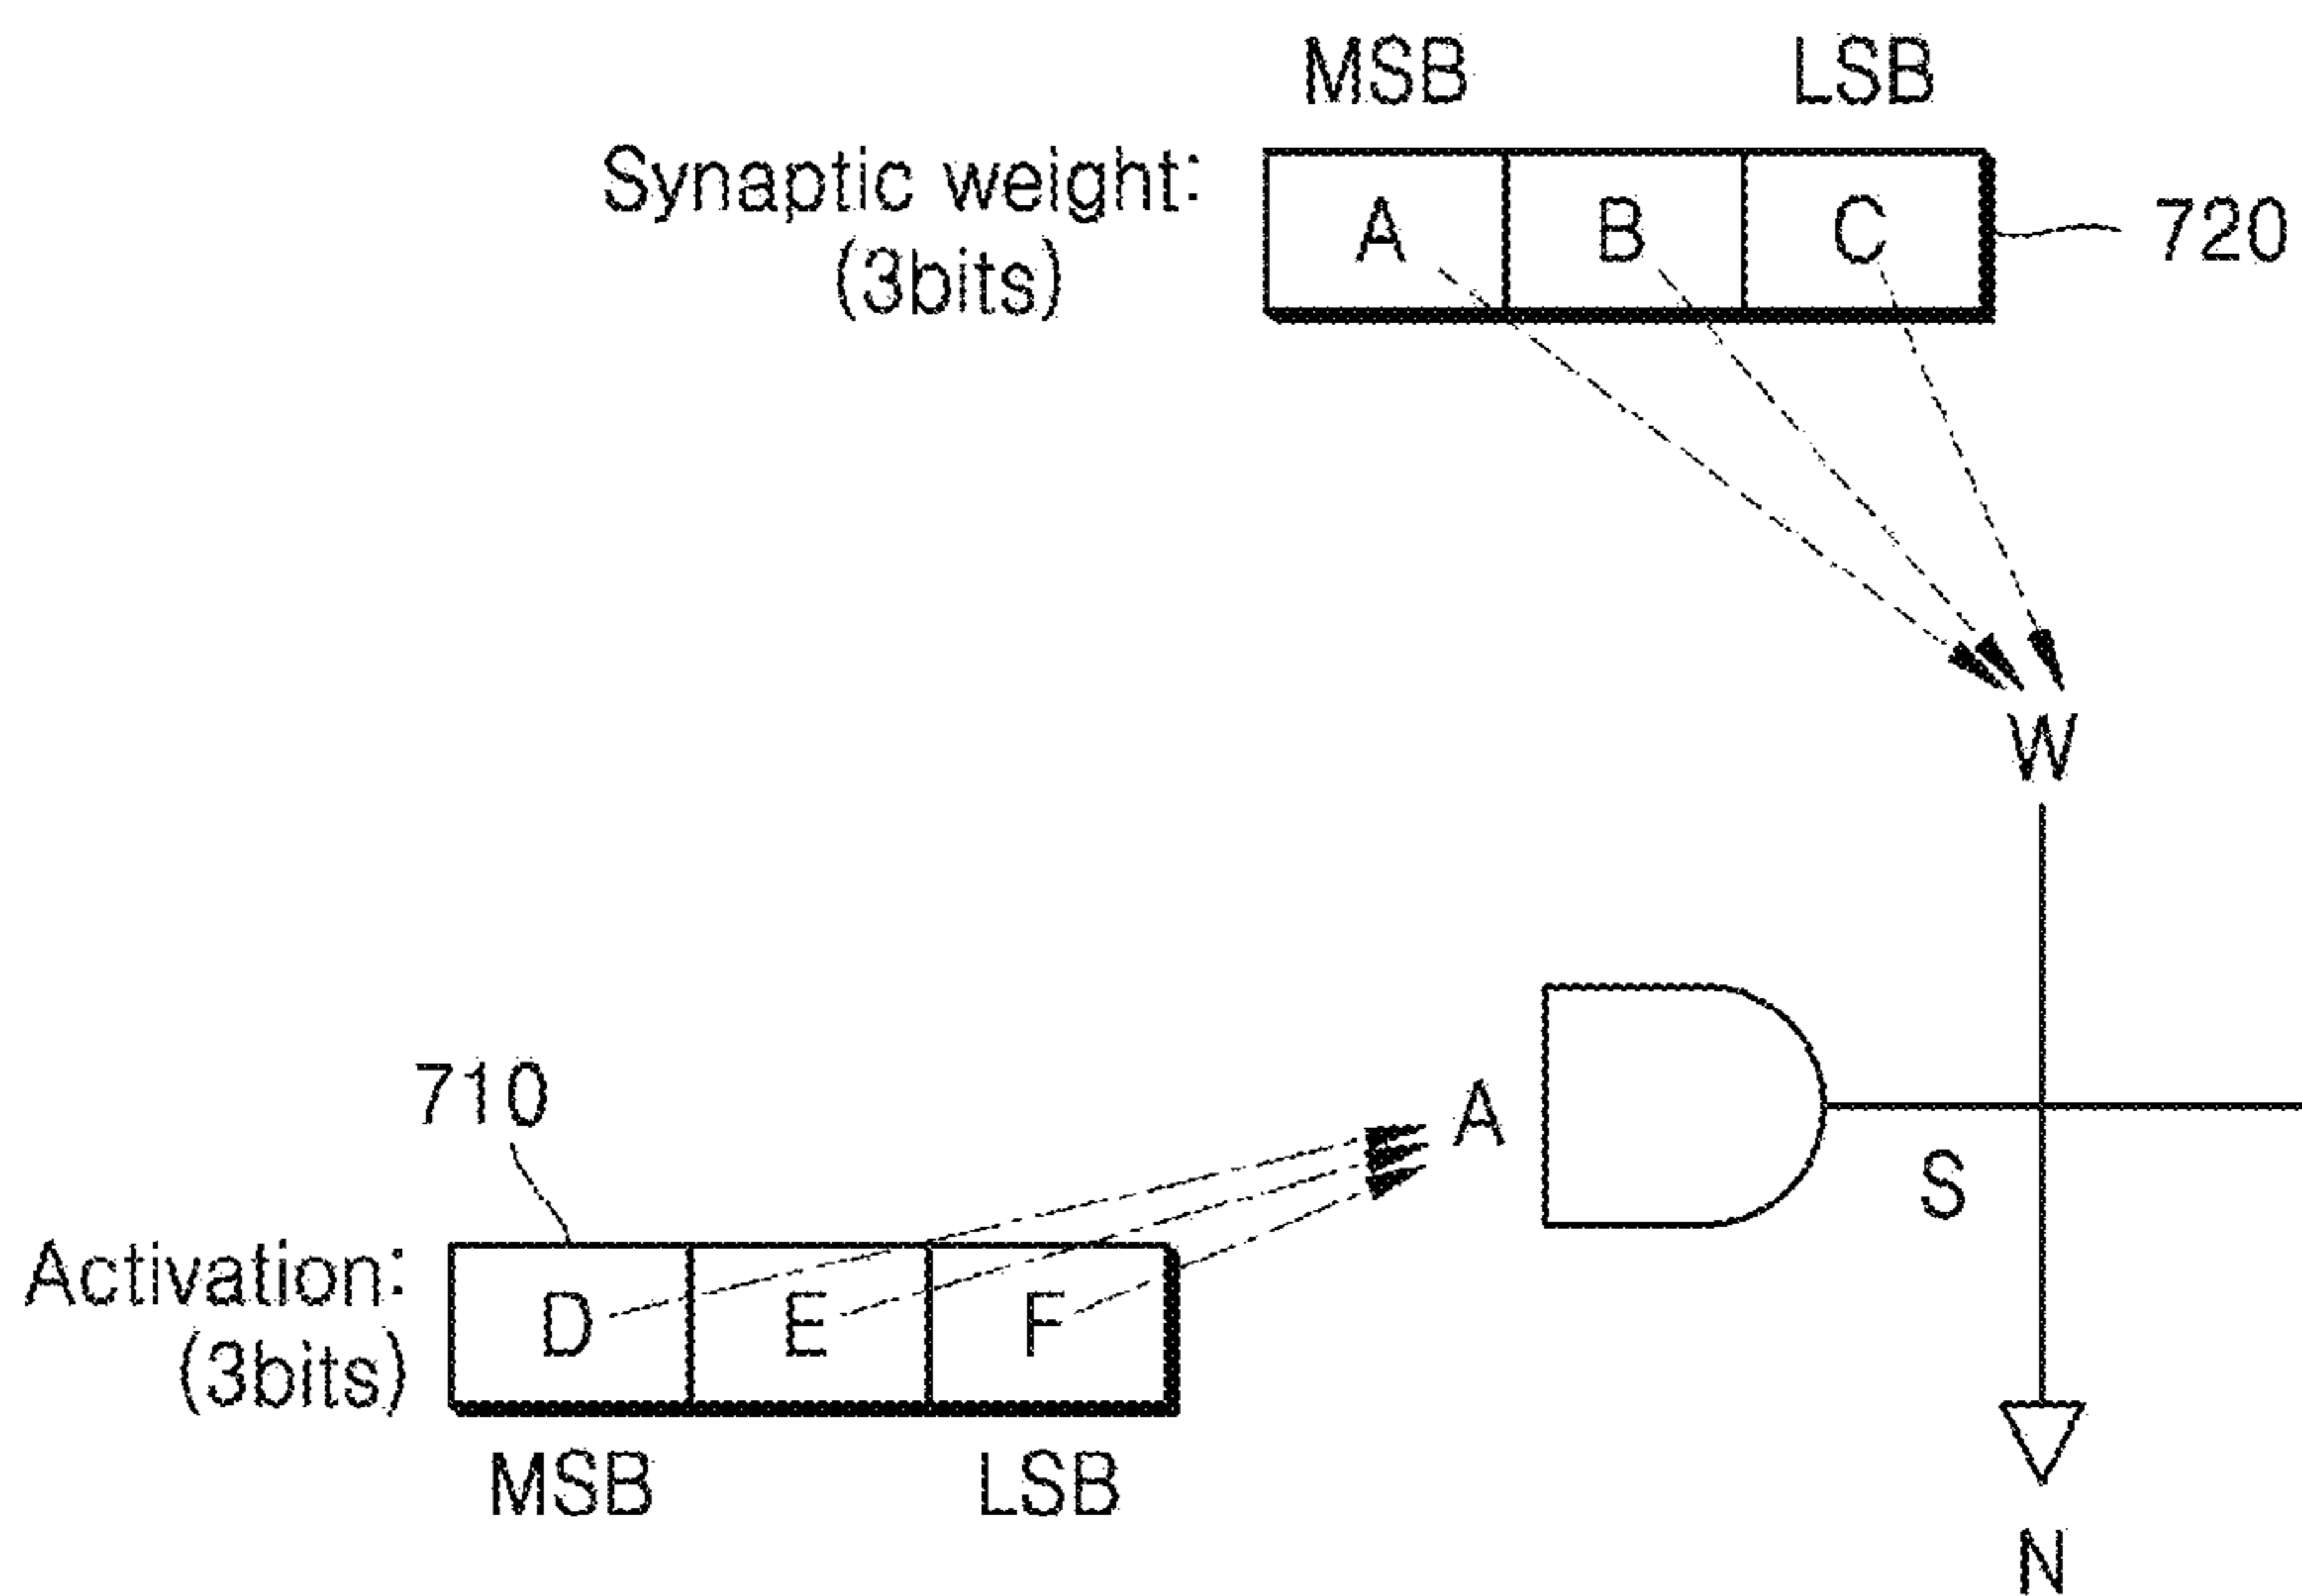 MSB LSB
Synaptic weight: A B C 720
(3bits)
W
710
A
S
Activation: D E F
(3bits)
MSB LSB
N